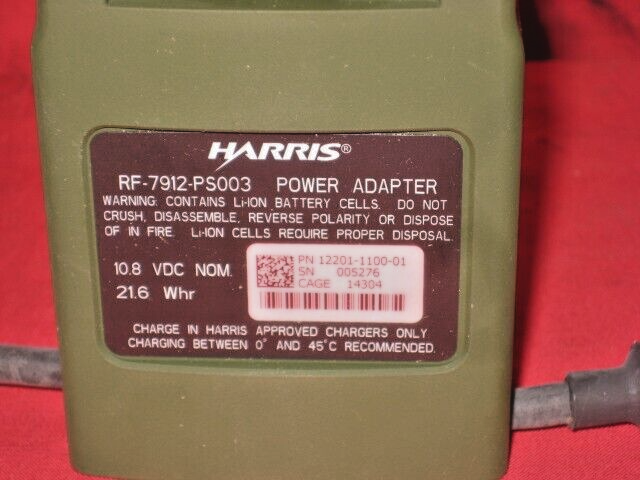 HARRIS®
RF-7912-PS003 POWER ADAPTER
WARNING: CONTAINS Li-ION BATTERY CELLS. DO NOT
CRUSH, DISASSEMBLE, REVERSE POLARITY OR DISPOSE
OF IN FIRE. Li-ION CELLS REQUIRE PROPER DISPOSAL.
10.8 VDC NOM.
21.6 Whr
PN 12201-1100-01
SN 005276
CAGE 14304
CHARGE IN HARRIS APPROVED CHARGERS ONLY
CHARGING BETWEEN 0° AND 45°C RECOMMENDED.